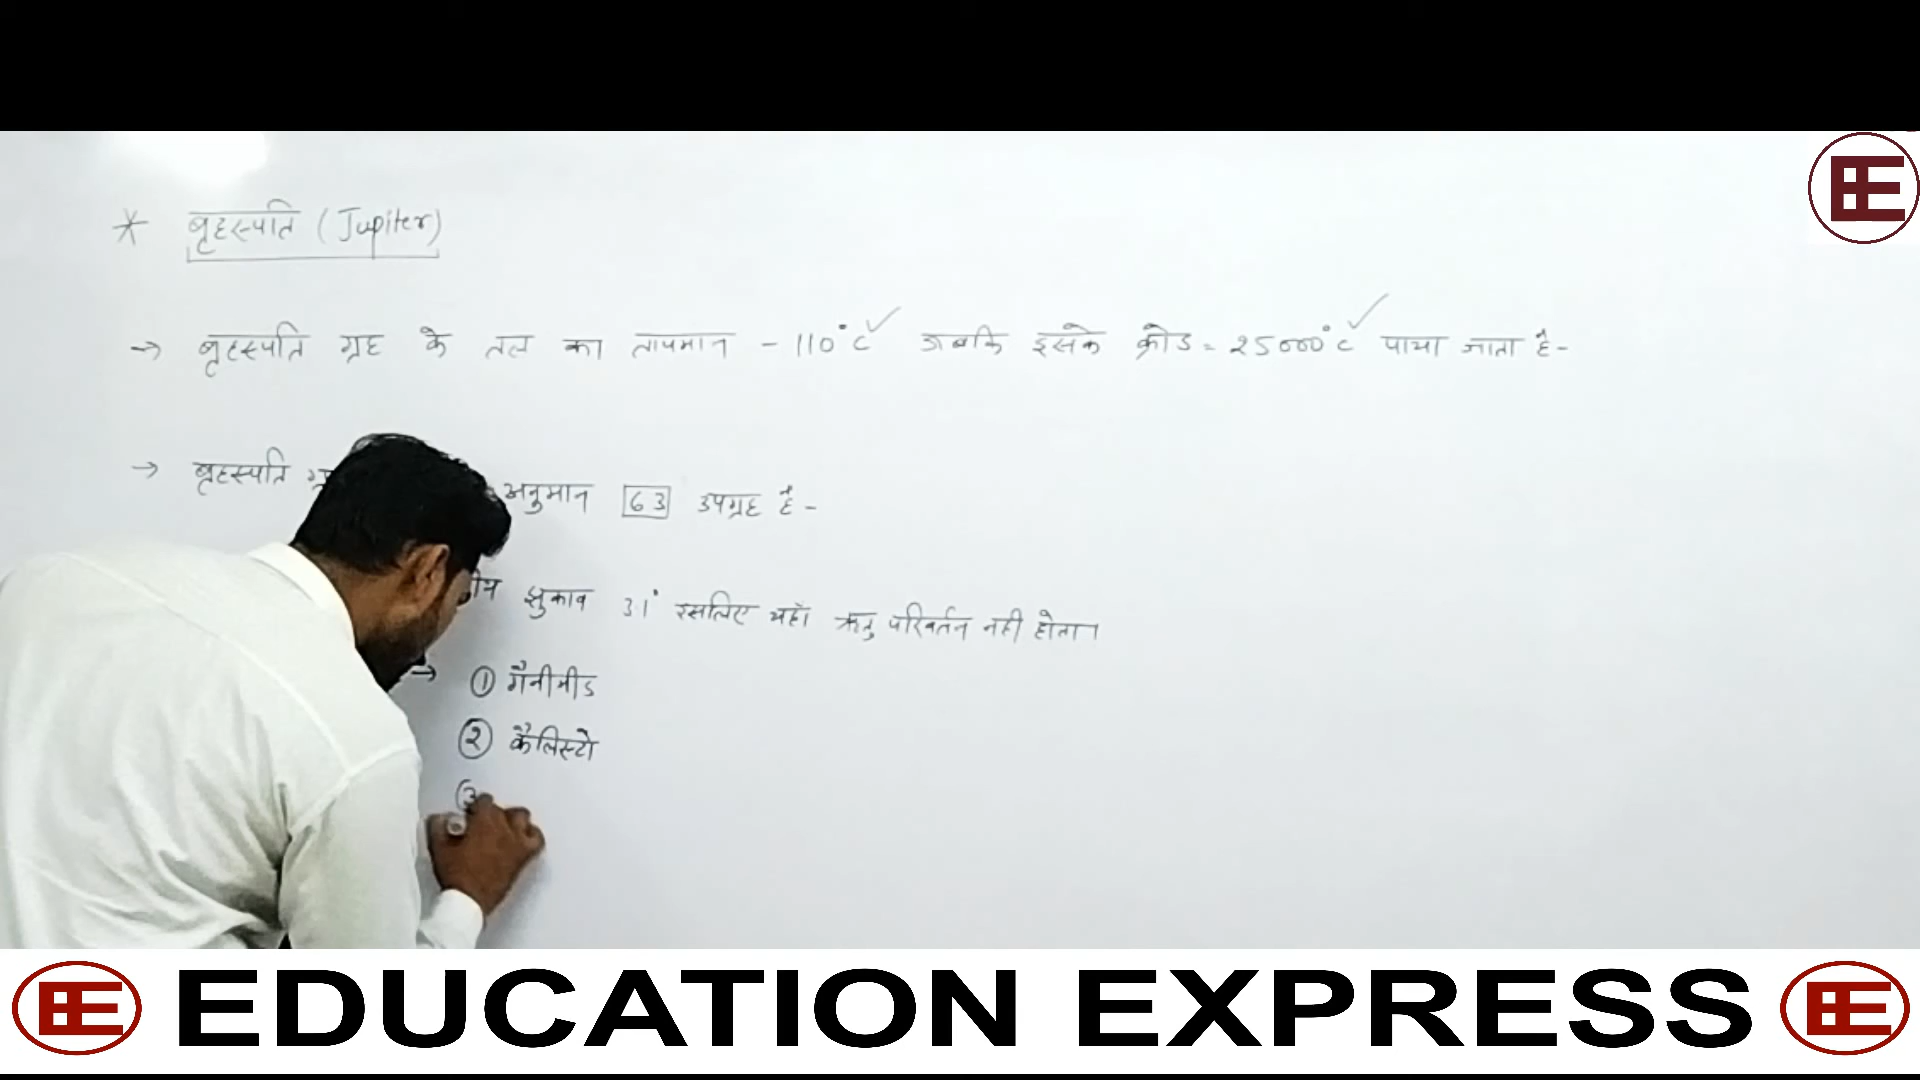 * बृहस्पति (Jupiter)
→ बृहस्पति ग्रह के तल का तापमान -110°C ✓ जबकि इसके क्रोड = 25000°C ✓ पाया जाता है-
→ बृहस्पति अनुमान 63 उपग्रह है-
झुकाव 31° इसलिए यहाँ ऋतु परिवर्तन नही होता।
→ ① गैनीमीड
② कैलिस्टो
③
EDUCATION EXPRESS